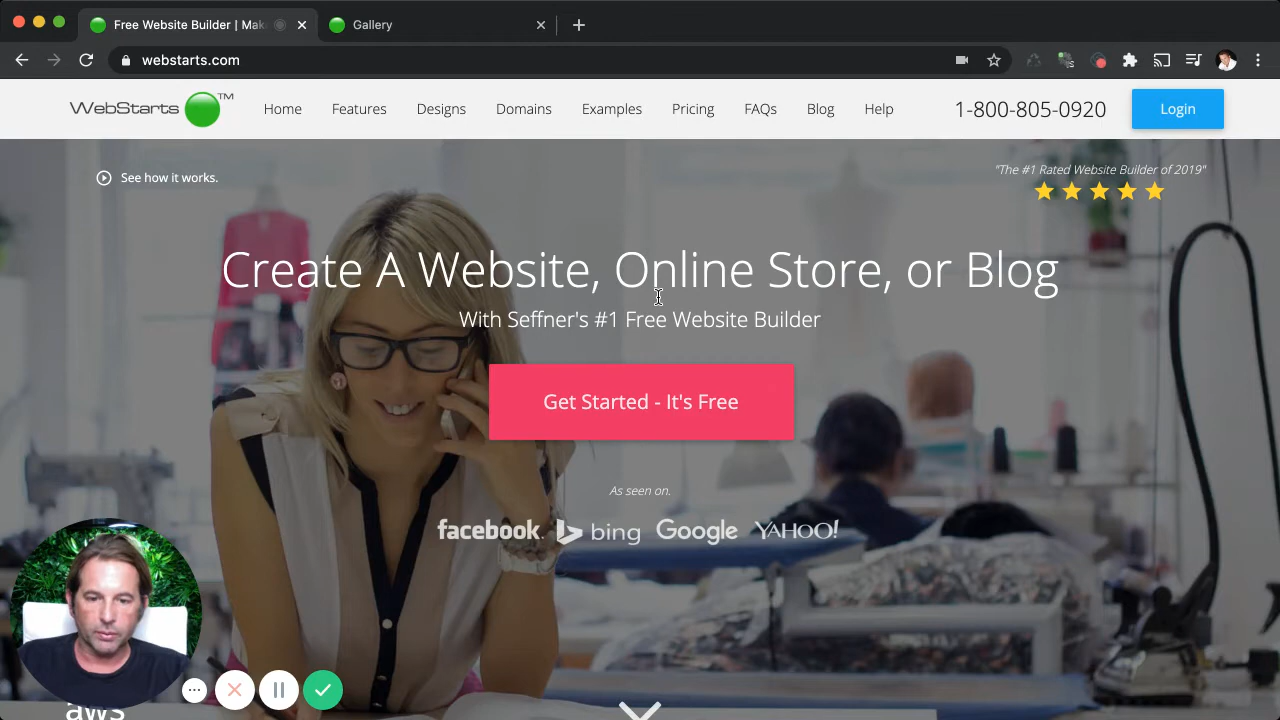 Free Website Builder | Mak
Gallery
webstarts.com
WebStarts™
Home
Features
Designs
Domains
Examples
Pricing
FAQs
Blog
Help
1-800-805-0920
Login
See how it works.
"The #1 Rated Website Builder of 2019"
Create A Website, Online Store, or Blog
With Seffner's #1 Free Website Builder
Get Started - It's Free
As seen on.
facebook.
bing
Google
YAHOO!
aws